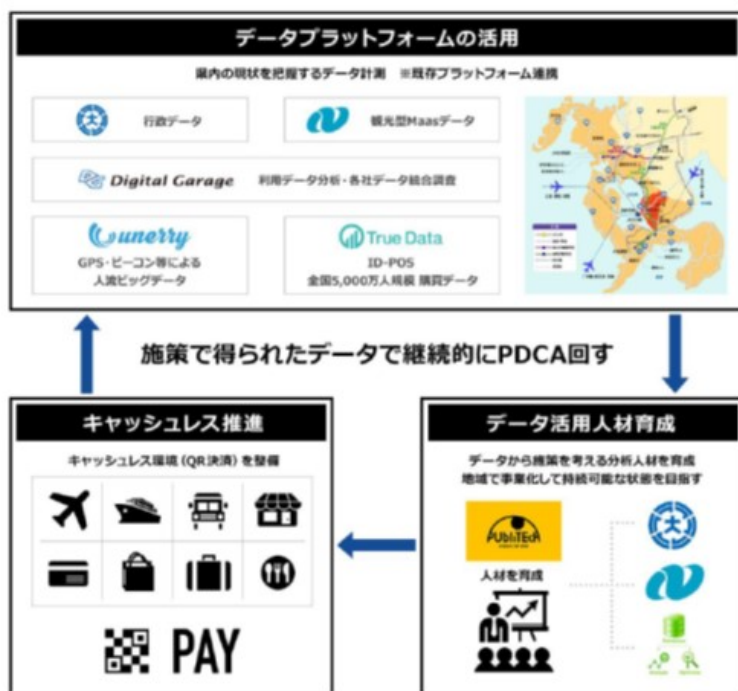 データプラットフォームの活用
県内の現状を把握するデータ計測 ※既存プラットフォーム連携
行政データ
観光型Maasデータ
DG Digital Garage 利用データ分析・各社データ統合調査
unerry
GPS・ビーコン等による
人流ビッグデータ
True Data
ID-POS
全国5,000万人規模 購買データ
施策で得られたデータで継続的にPDCA回す
キャッシュレス推進
キャッシュレス環境（QR決済）を整備
PAY
データ活用人材育成
データから施策を考える分析人材を育成
地域で事業化して持続可能な状態を目指す
PUBLiTECH
人材を育成